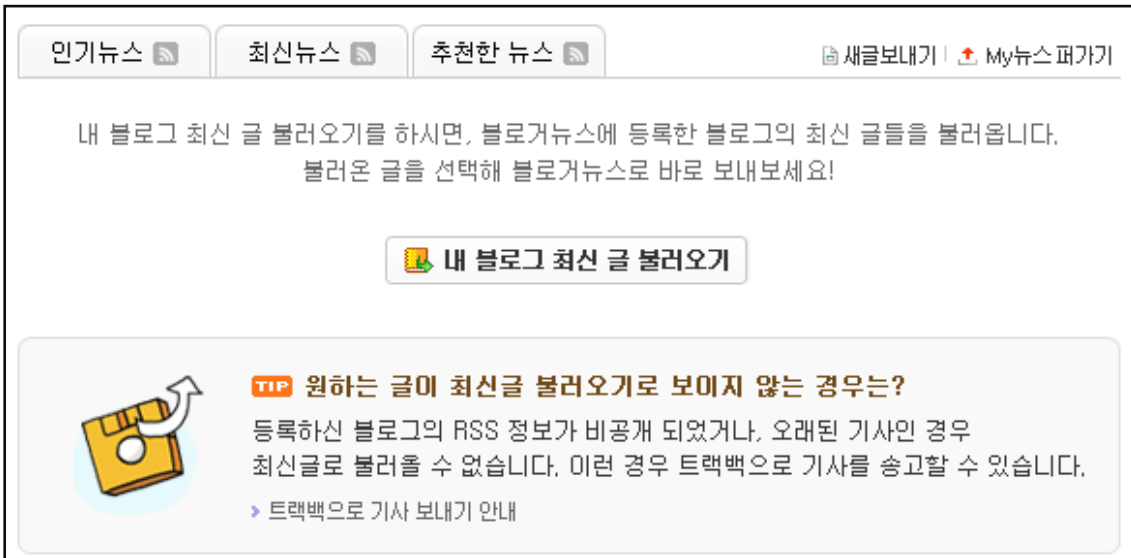 인기뉴스 최신뉴스 추천한 뉴스 새글보내기 | My뉴스 퍼가기
내 블로그 최신 글 불러오기를 하시면, 블로거뉴스에 등록한 블로그의 최신 글들을 불러옵니다.
불러온 글을 선택해 블로거뉴스로 바로 보내보세요!
내 블로그 최신 글 불러오기
TIP 원하는 글이 최신글 불러오기로 보이지 않는 경우는?
등록하신 블로그의 RSS 정보가 비공개 되었거나, 오래된 기사인 경우
최신글로 불러올 수 없습니다. 이런 경우 트랙백으로 기사를 송고할 수 있습니다.
> 트랙백으로 기사 보내기 안내